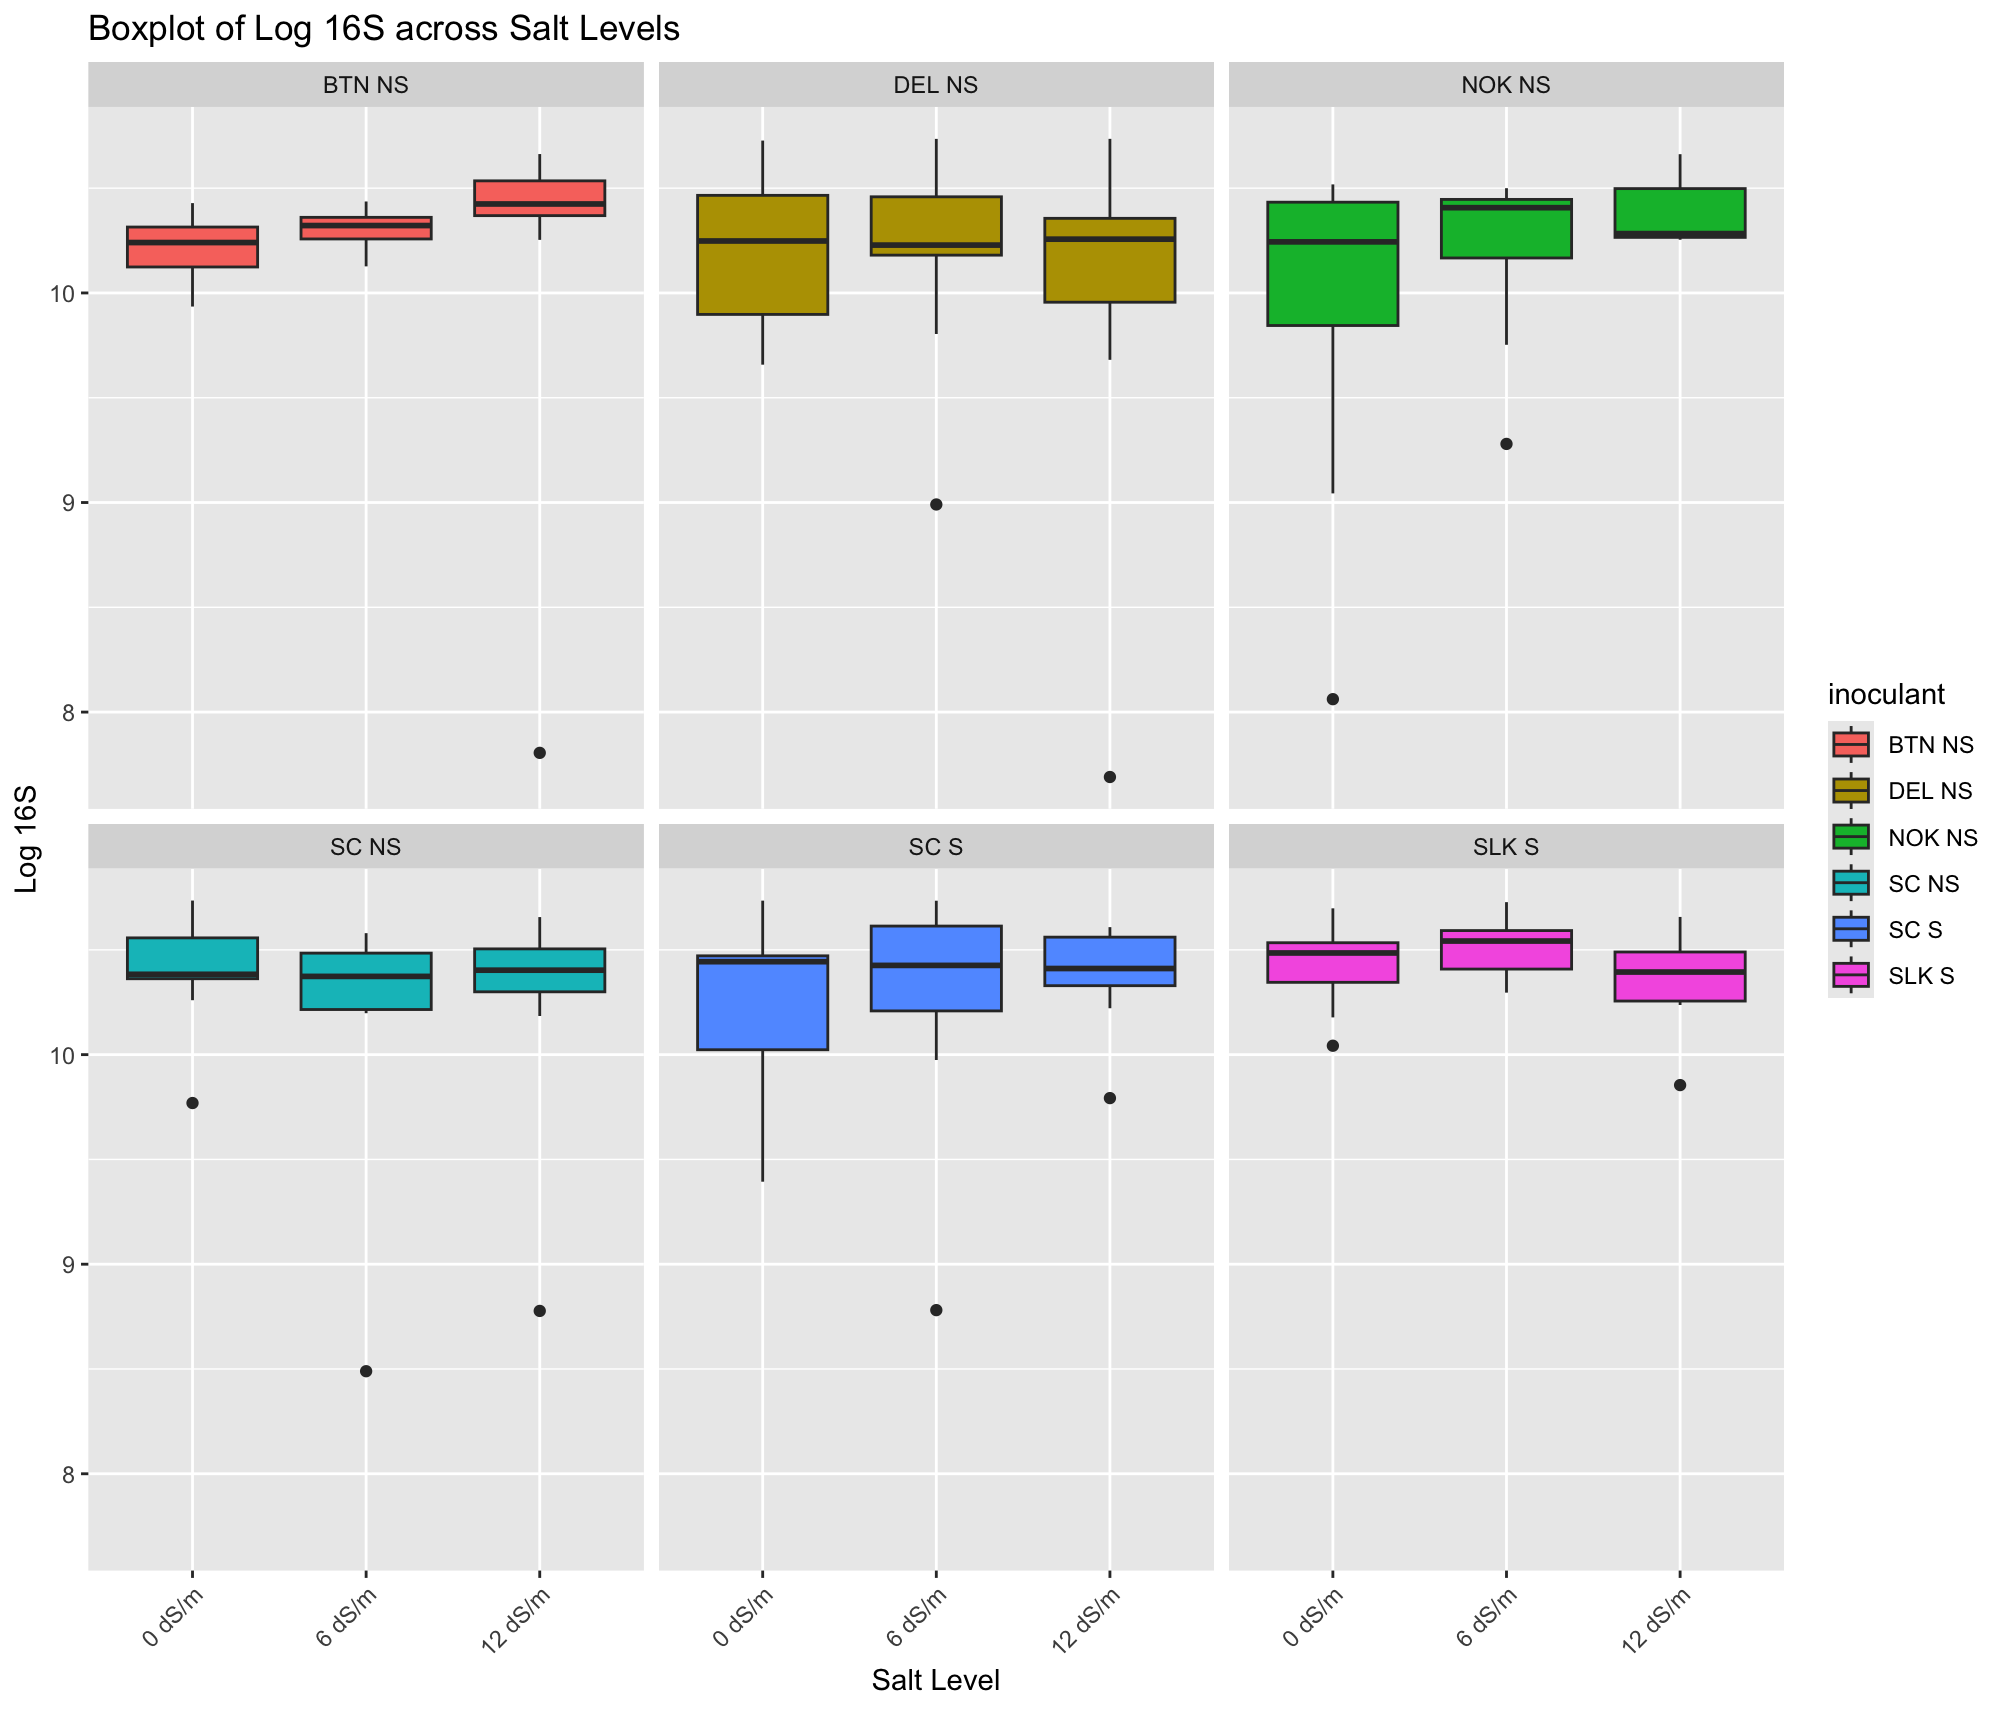 Boxplot of Log 16S across Salt Levels
BTN NS
DEL NS
NOK NS
10
9
8
SC NS
SC S
SLK S
10
9
8
Log 16S
0 dS/m
6 dS/m
12 dS/m
0 dS/m
6 dS/m
12 dS/m
0 dS/m
6 dS/m
12 dS/m
Salt Level
inoculant
BTN NS
DEL NS
NOK NS
SC NS
SC S
SLK S